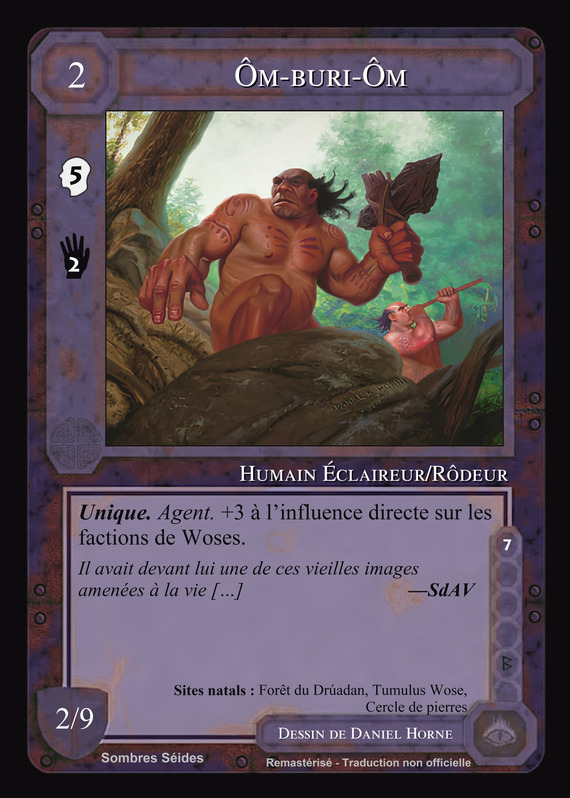 2
Ôm-buri-Ôm
5
2
Humain Éclaireur/Rôdeur
Unique. Agent. +3 à l'influence directe sur les
factions de Woses.
7
Il avait devant lui une de ces vieilles images
amenées à la vie [...] —SdAV
Sites natals : Forêt du Drúadan, Tumulus Wose,
Cercle de pierres
2/9
Dessin de Daniel Horne
Sombres Séides
Remastérisé - Traduction non officielle